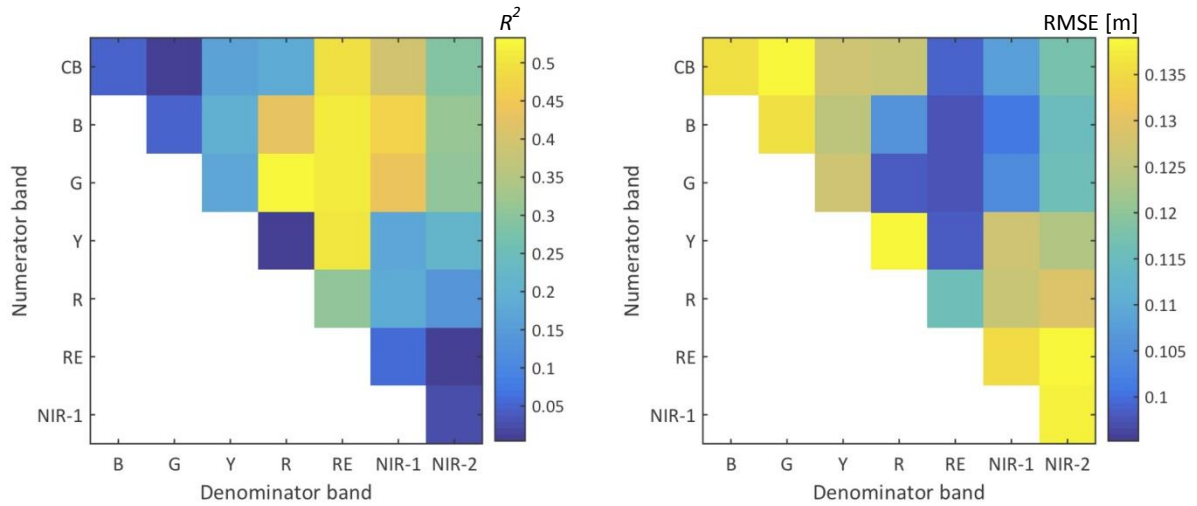 R²
CB
B
G
Y
R
RE
NIR-1
Numerator band
B G Y R RE NIR-1 NIR-2
Denominator band
0.5
0.45
0.4
0.35
0.3
0.25
0.2
0.15
0.1
0.05
RMSE [m]
CB
B
G
Y
R
RE
NIR-1
Numerator band
B G Y R RE NIR-1 NIR-2
Denominator band
0.135
0.13
0.125
0.12
0.115
0.11
0.105
0.1